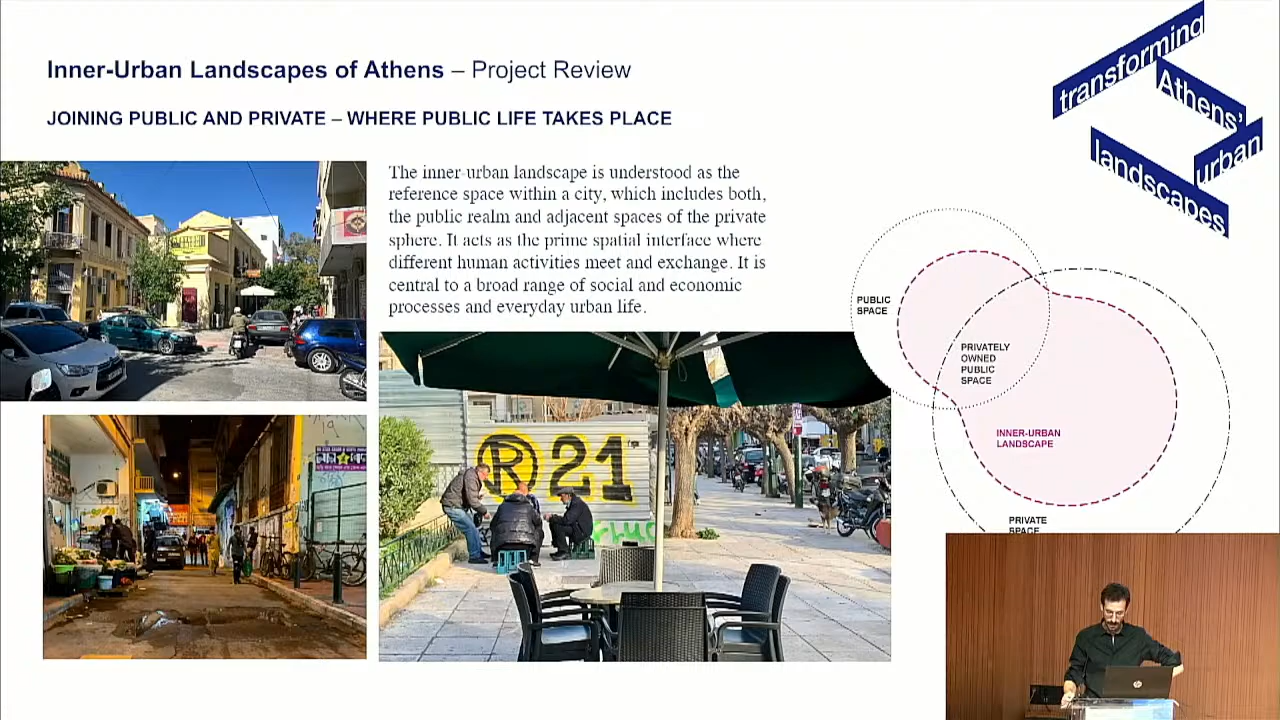 Inner-Urban Landscapes of Athens – Project Review
JOINING PUBLIC AND PRIVATE – WHERE PUBLIC LIFE TAKES PLACE
transforming
Athens'
urban
landscapes
The inner-urban landscape is understood as the
reference space within a city, which includes both,
the public realm and adjacent spaces of the private
sphere. It acts as the prime spatial interface where
different human activities meet and exchange. It is
central to a broad range of social and economic
processes and everyday urban life.
PUBLIC
SPACE
PRIVATELY
OWNED
PUBLIC
SPACE
INNER-URBAN
LANDSCAPE
PRIVATE
SPACE
R 21